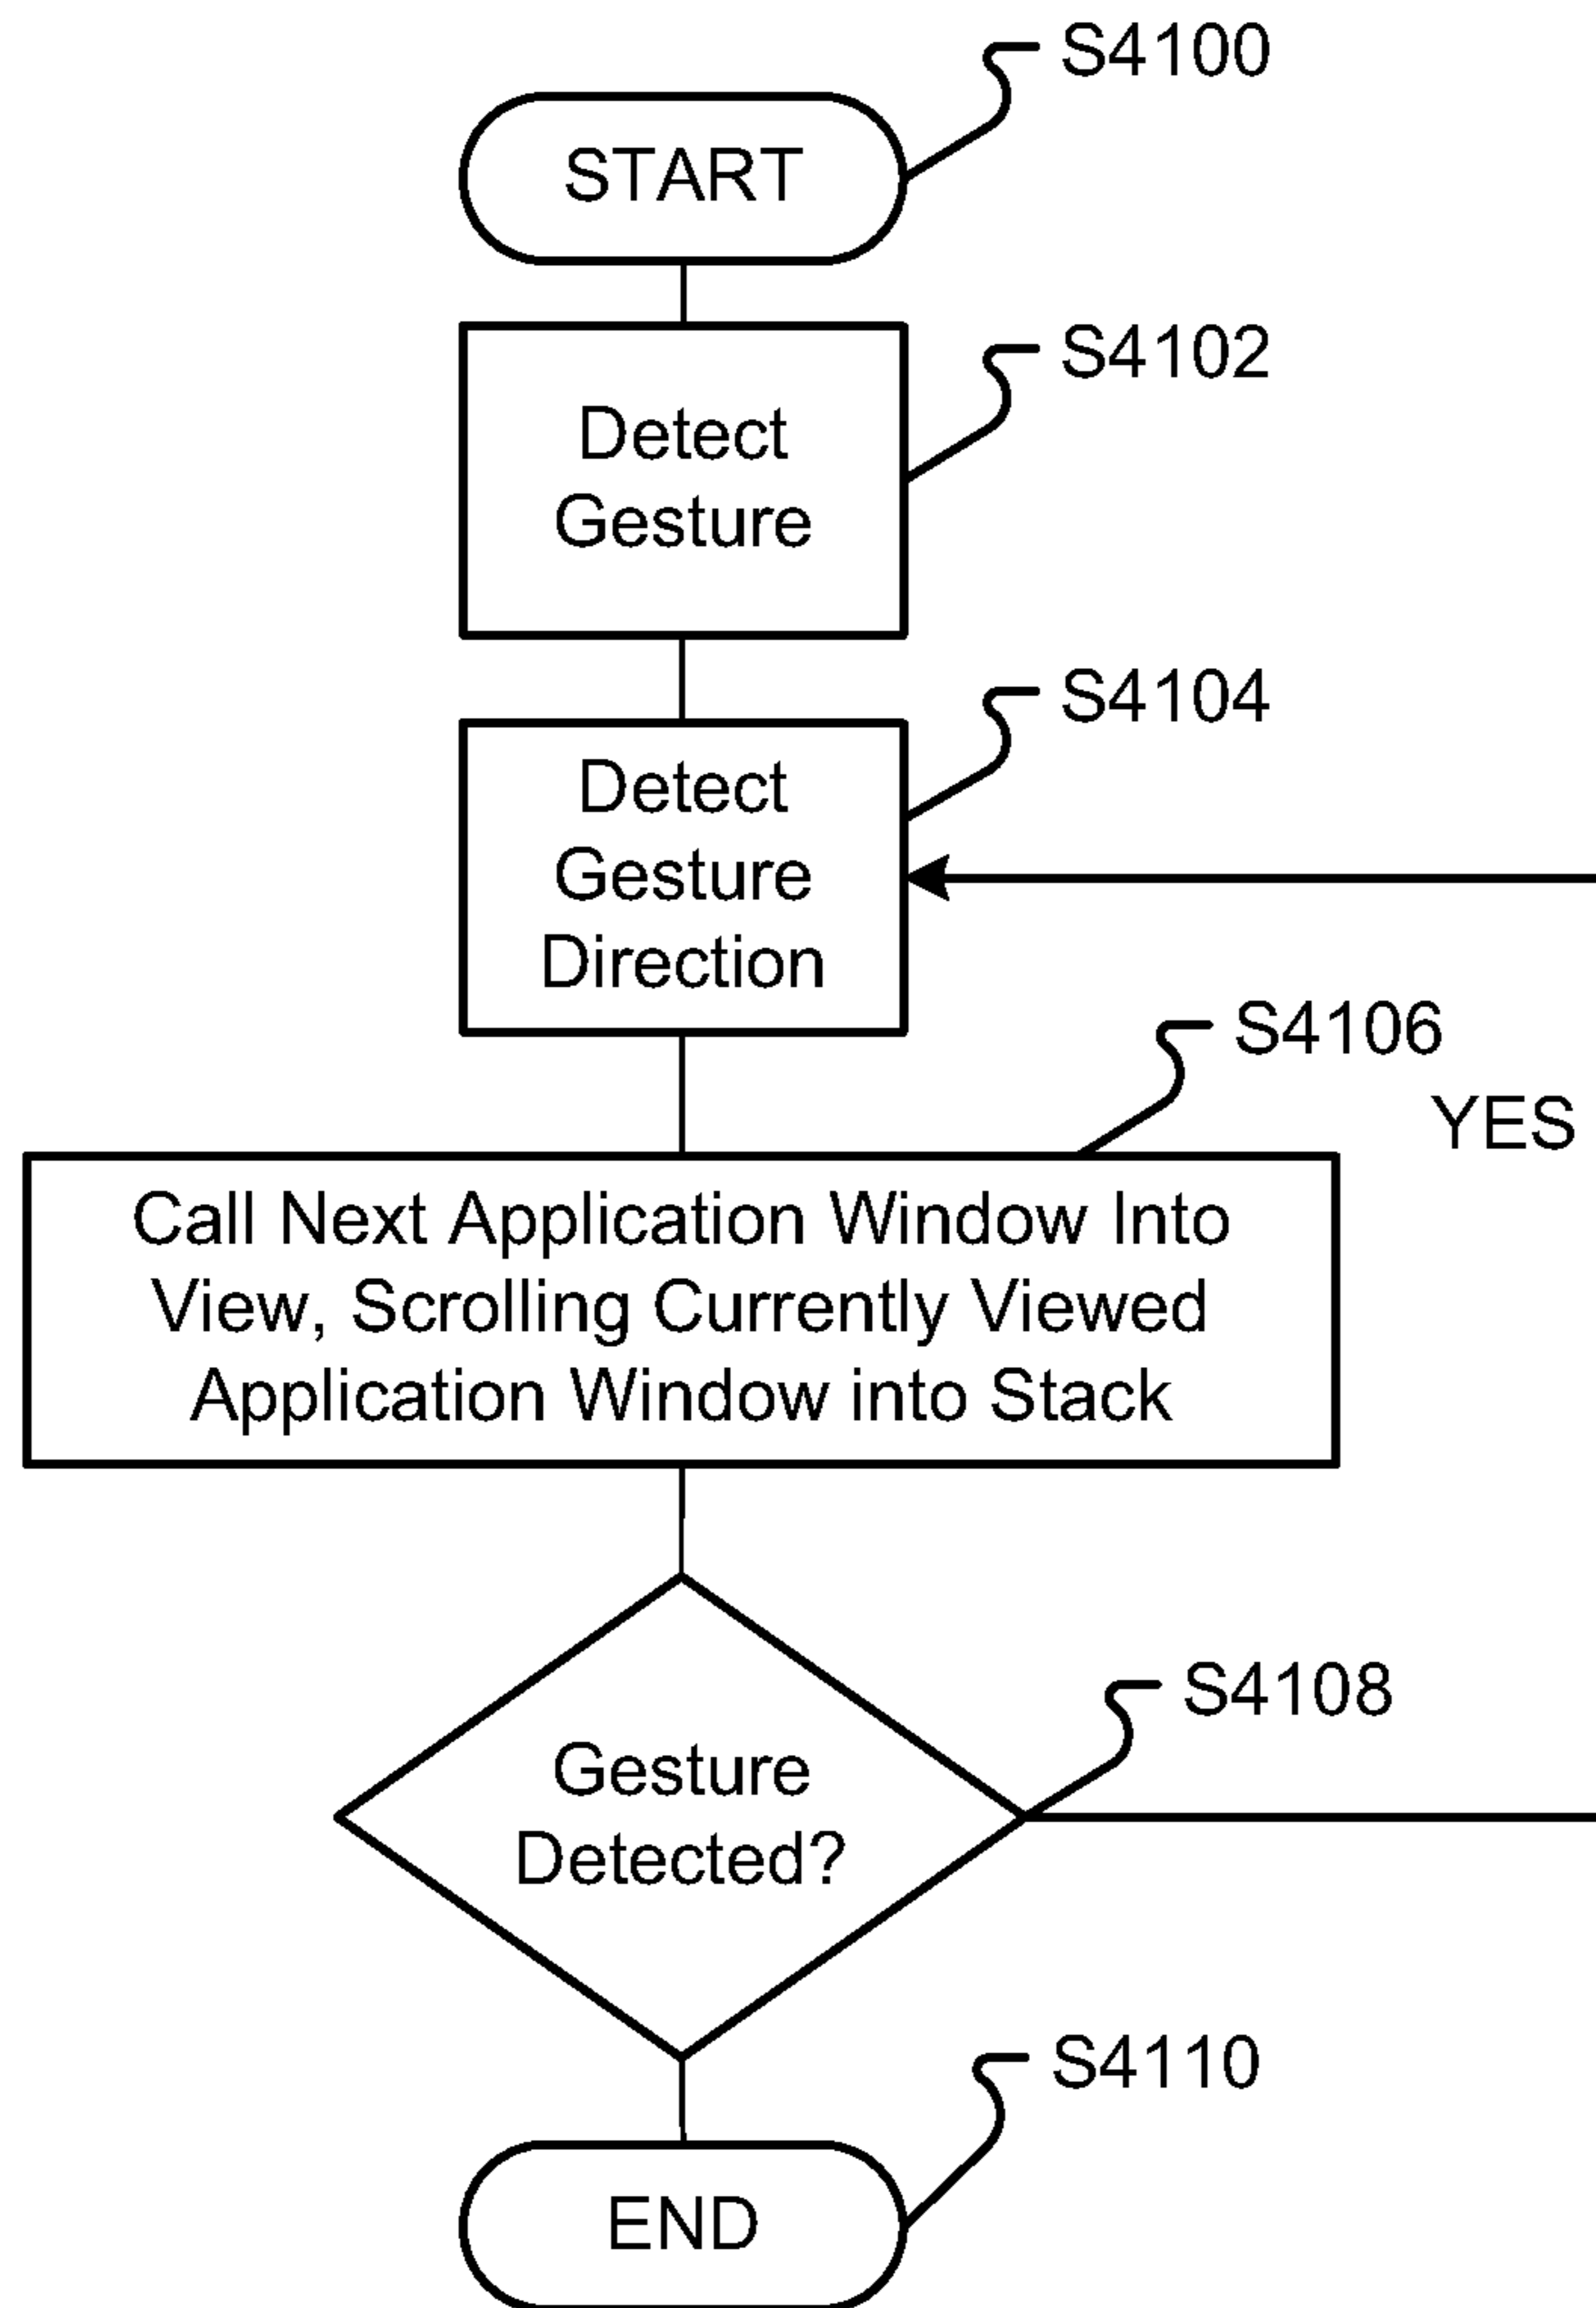 S4100
START
S4102
Detect
Gesture
S4104
Detect
Gesture
Direction
S4106
YES
Call Next Application Window Into
View, Scrolling Currently Viewed
Application Window into Stack
S4108
Gesture
Detected?
S4110
END